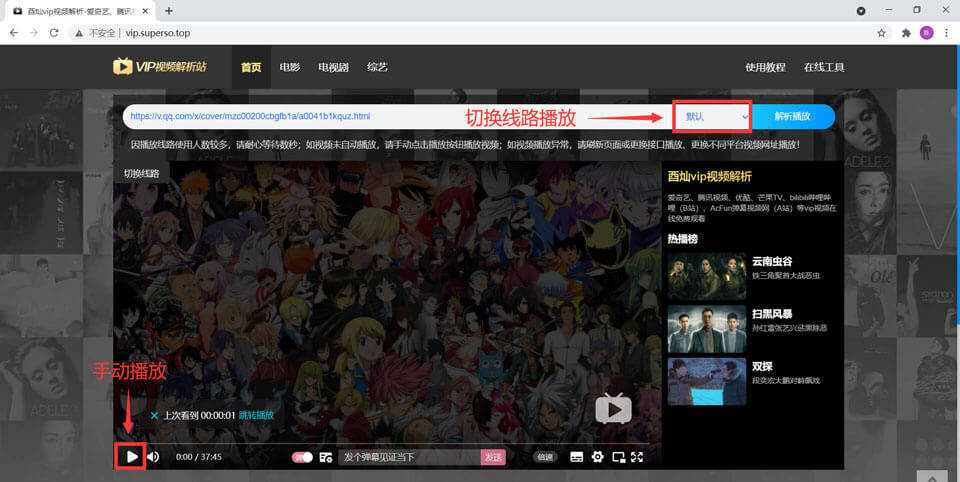 酉灿vip视频解析-爱奇艺、腾讯视
不安全 | vip.superso.top
VIP视频解析站
首页
电影
电视剧
综艺
使用教程
在线工具
https://v.qq.com/x/cover/mzc00200cbgfb1a/a0041b1kquz.html
切换线路播放
默认
解析播放
因播放线路使用人数较多，请耐心等待数秒；如视频未自动播放，请手动点击播放按钮播放视频；如视频播放异常，请刷新页面或更换接口播放、更换不同平台视频网址播放！
切换线路
酉灿vip视频解析
爱奇艺、腾讯视频、优酷、芒果TV、bilibili哔哩哔
哩（B站）、AcFun弹幕视频网（A站）等vip视频在
线免费观看
热播榜
云南虫谷
铁三角聚首大战恶虫
扫黑风暴
孙红雷张艺兴惩黑除恶
双探
段奕宏大鹏对峙飙戏
手动播放
上次看到 00:00:01 跳转播放
0:00 / 37:45
弹
发个弹幕见证当下
发送
倍速
ADELE 21
ADELE 21